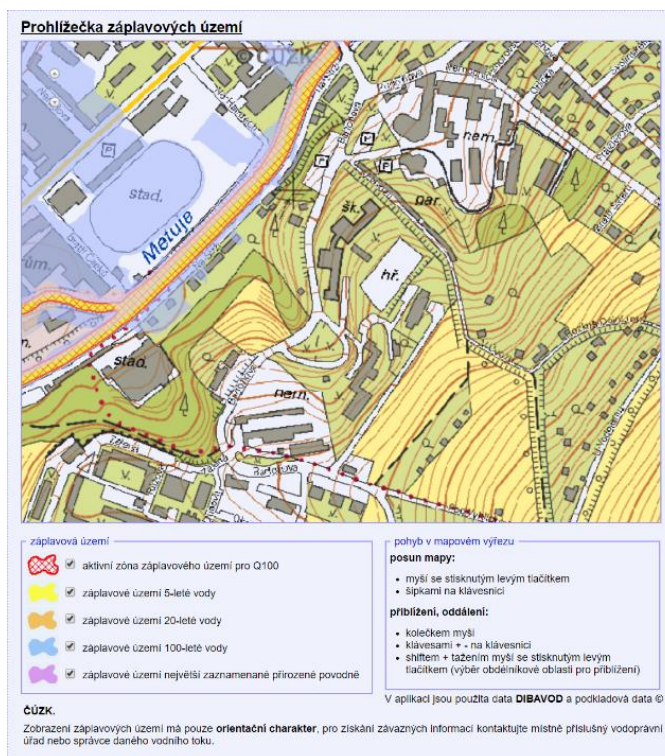 Prohlížečka záplavových území
© ČÚZK
nem.
stad.
Metuje
šk.
par.
hř.
stad.
nem.
Bartoňova
záplavová území
aktivní zóna záplavového území pro Q100
záplavové území 5-leté vody
záplavové území 20-leté vody
záplavové území 100-leté vody
záplavové území největší zaznamenané přirozené povodně
pohyb v mapovém výřezu
posun mapy:
myší se stisknutým levým tlačítkem
šipkami na klávesnici
přiblížení, oddálení:
kolečkem myší
klávesami + - na klávesnici
shiftem + tažením myší se stisknutým levým
tlačítkem (výběr obdélníkové oblasti pro přiblížení)
V aplikaci jsou použita data DIBAVOD a podkladová data ©
ČÚZK.
Zobrazení záplavových území má pouze orientační charakter, pro získání závazných informací kontaktujte místně příslušný vodoprávní
úřad nebo správce daného vodního toku.